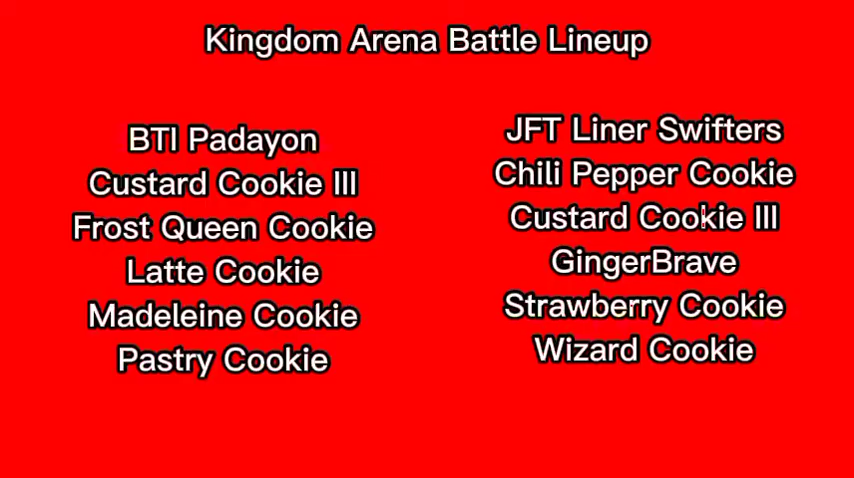 Kingdom Arena Battle Lineup
BTI Padayon
Custard Cookie III
Frost Queen Cookie
Latte Cookie
Madeleine Cookie
Pastry Cookie
JFT Liner Swifters
Chili Pepper Cookie
Custard Cookie III
GingerBrave
Strawberry Cookie
Wizard Cookie